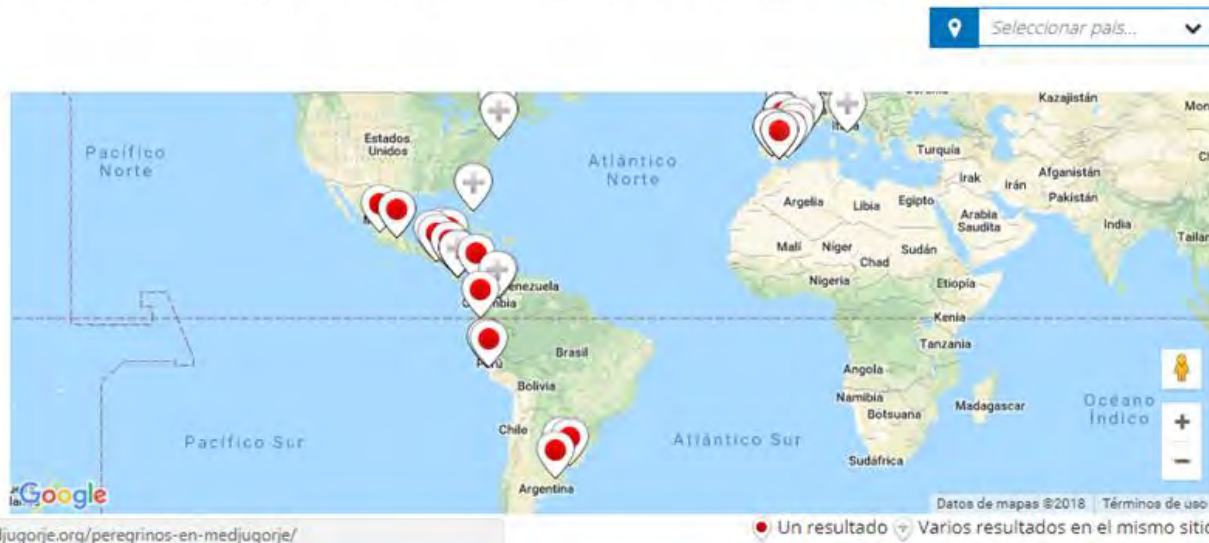 Seleccionar país...
Kazajistán
Estados
Unidos
Pacífico
Norte
Atlántico
Norte
Turquía
Afganistán
Irak
Irán
Pakistán
Argelia
Libia
Egipto
Arabia
Saudita
India
Malí
Níger
Chad
Sudán
Nigeria
Etiopía
Kenia
Tanzania
Perú
Brasil
Bolivia
Angola
Namibia
Botsuana
Madagascar
Océano
Índico
Chile
Pacífico Sur
Atlántico Sur
Sudáfrica
Argentina
Google
Datos de mapas ©2018
Términos de uso
djugorje.org/peregrinos-en-medjugorje/
Un resultado
Varios resultados en el mismo sitio